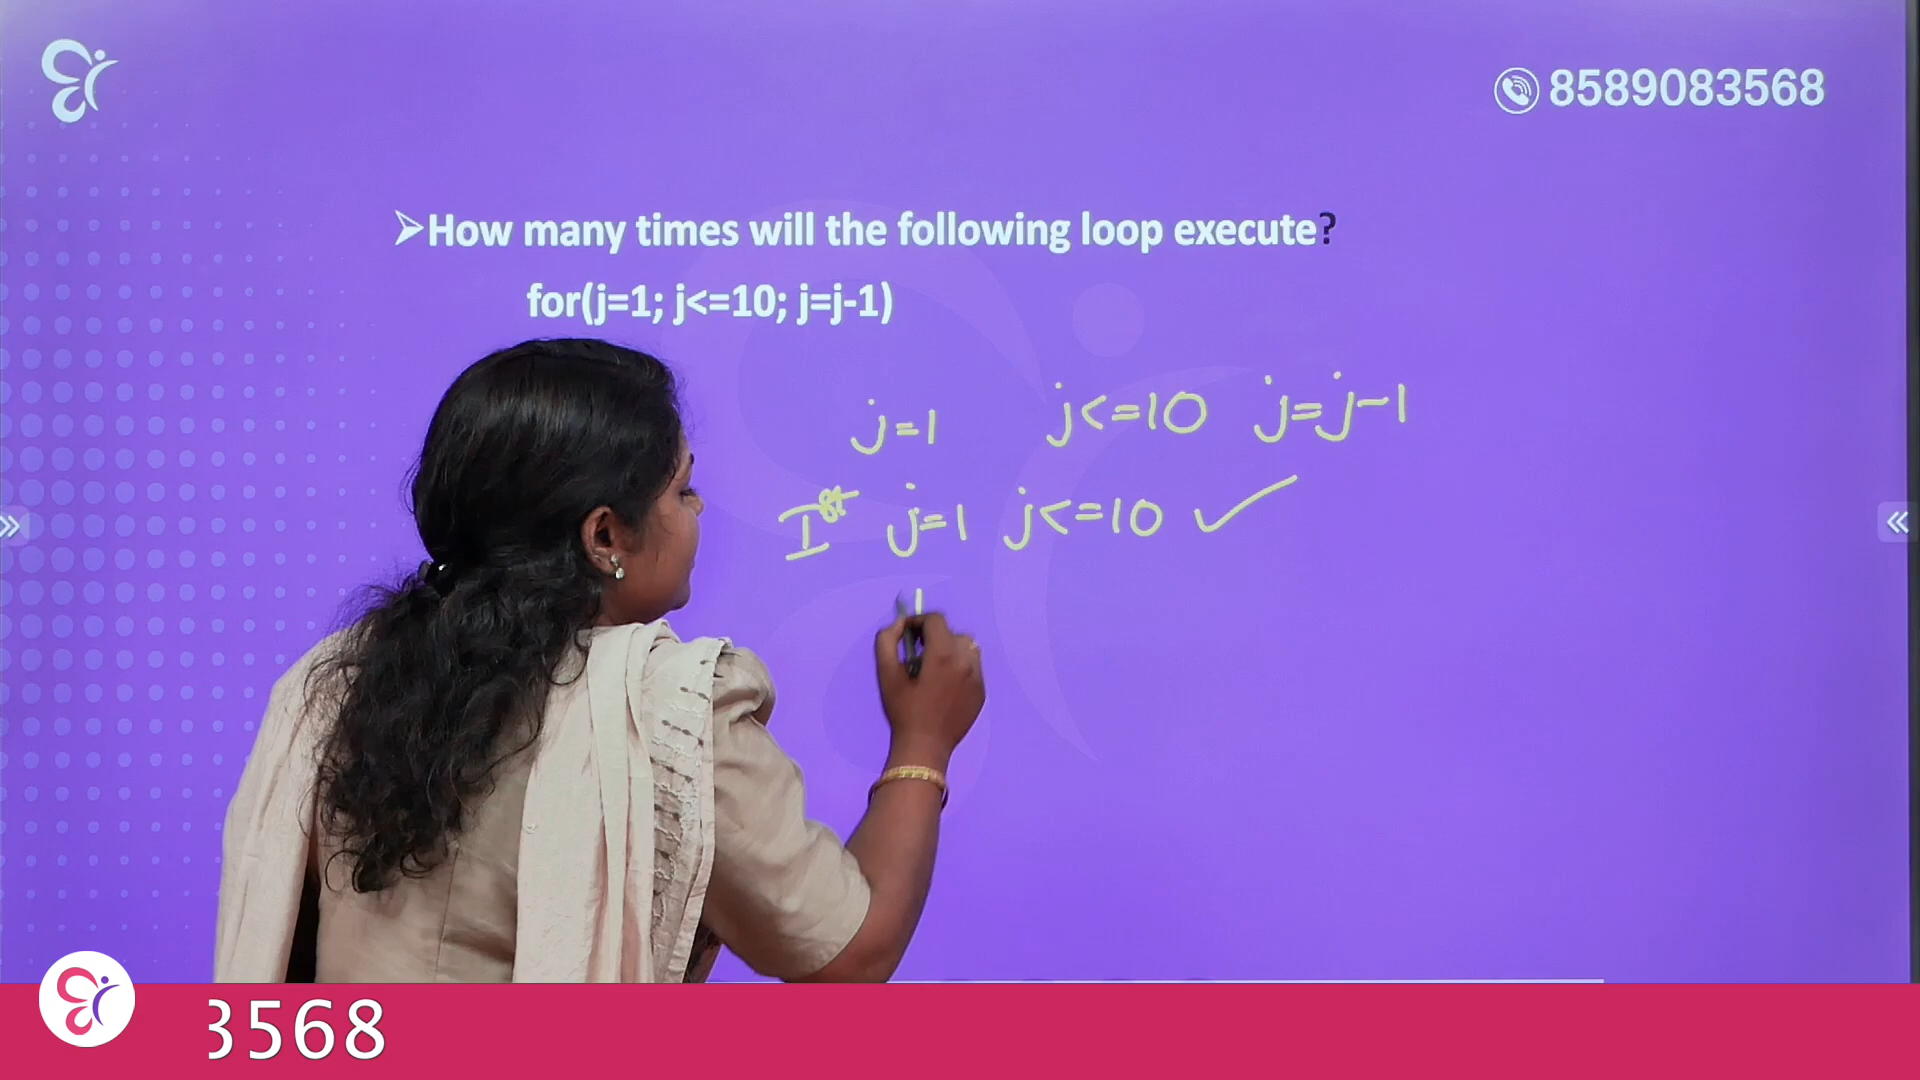 8589083568
➢How many times will the following loop execute?
for(j=1; j<=10; j=j-1)
j=1 j<=10 j=j-1
Ist j=1 j<=10 ✓
1
3568